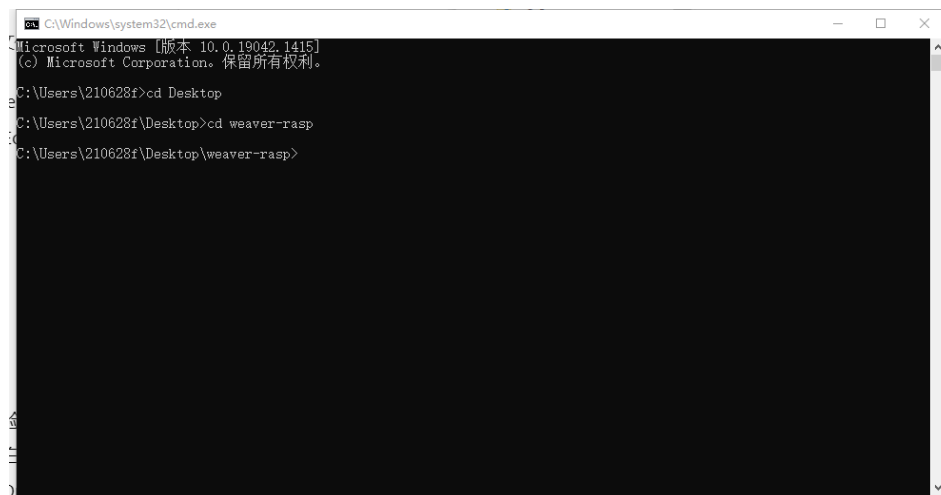 C:\Windows\system32\cmd.exe
Microsoft Windows [版本 10.0.19042.1415]
(c) Microsoft Corporation。保留所有权利。
C:\Users\210628f>cd Desktop
C:\Users\210628f\Desktop>cd weaver-rasp
C:\Users\210628f\Desktop\weaver-rasp>